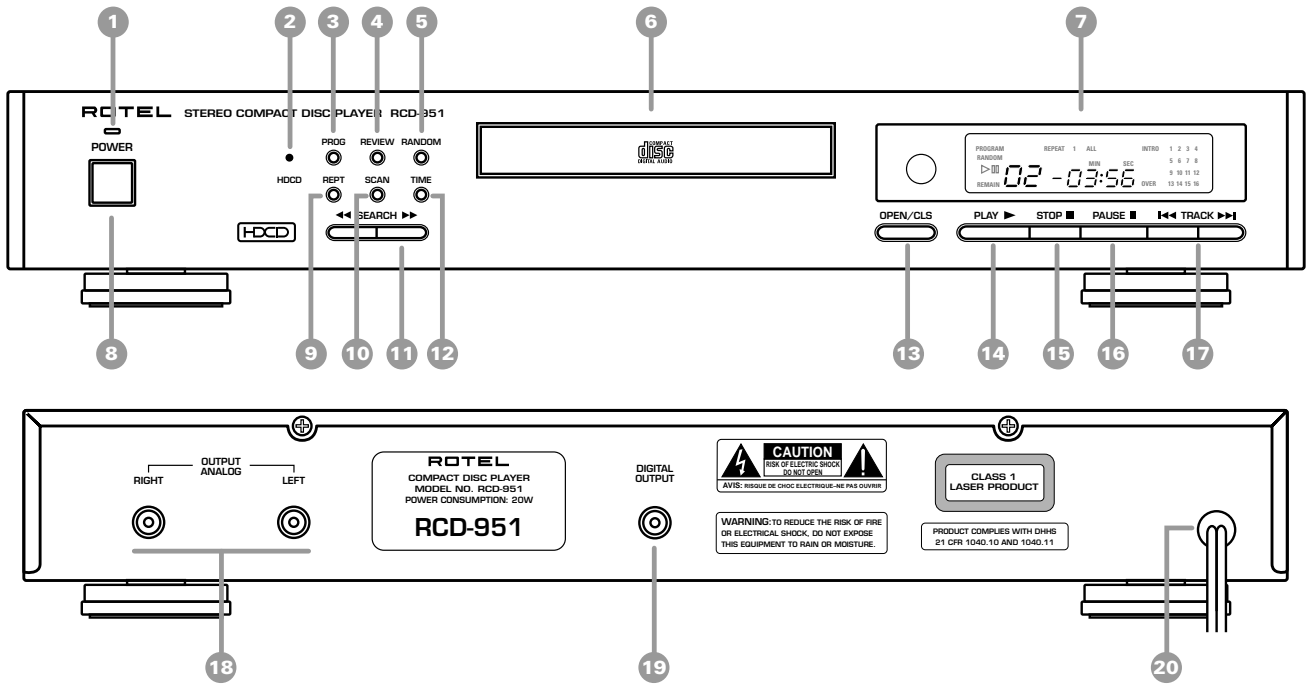 1 2 3 4 5 6 7
ROTEL STEREO COMPACT DISC PLAYER RCD-951
POWER
PROG REVIEW RANDOM
HDCD
REPT SCAN TIME
◀◀ SEARCH ▶▶
HDCD
COMPACT
disc
DIGITAL AUDIO
PROGRAM REPEAT 1 ALL INTRO 1 2 3 4
RANDOM 5 6 7 8
MIN SEC
9 10 11 12
REMAIN 02 -03:56 OVER 13 14 15 16
OPEN/CLS PLAY ▶ STOP ■ PAUSE II I◀◀ TRACK ▶▶I
8 9 10 11 12 13 14 15 16 17
OUTPUT
ANALOG
RIGHT LEFT
ROTEL
COMPACT DISC PLAYER
MODEL NO. RCD-951
POWER CONSUMPTION: 20W
RCD-951
DIGITAL
OUTPUT
CAUTION
RISK OF ELECTRIC SHOCK
DO NOT OPEN
AVIS: RISQUE DE CHOC ELECTRIQUE–NE PAS OUVRIR
WARNING: TO REDUCE THE RISK OF FIRE
OR ELECTRICAL SHOCK, DO NOT EXPOSE
THIS EQUIPMENT TO RAIN OR MOISTURE.
CLASS 1
LASER PRODUCT
PRODUCT COMPLIES WITH DHHS
21 CFR 1040.10 AND 1040.11
18 19 20